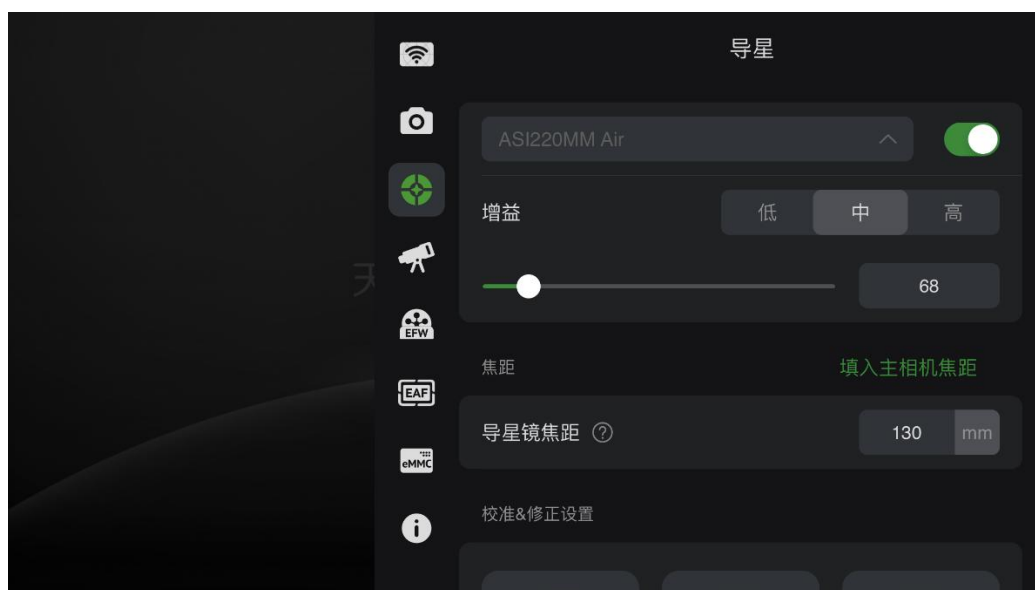 导星
ASI220MM Air
增益
低 中 高
天
68
EFW
焦距 填入主相机焦距
EAF
导星镜焦距 ? 130 mm
eMMC
校准&修正设置
i